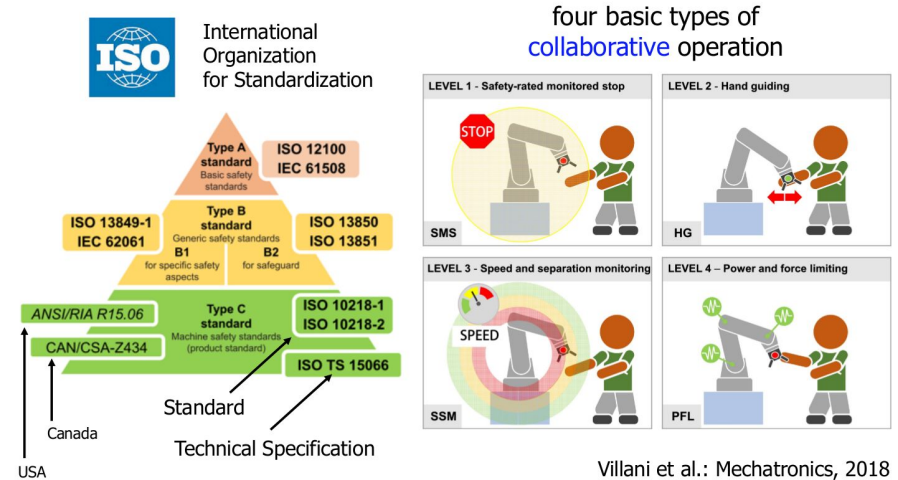 ISO
International
Organization
for Standardization
Type A
standard
Basic safety
standards
ISO 12100
IEC 61508
ISO 13849-1
IEC 62061
Type B
standard
Generic safety standards
ISO 13850
ISO 13851
B1
for specific safety
aspects
B2
for safeguard
ANSI/RIA R15.06
CAN/CSA-Z434
Type C
standard
Machine safety standards
(product standard)
ISO 10218-1
ISO 10218-2
ISO TS 15066
Standard
Technical Specification
Canada
USA
four basic types of
collaborative operation
LEVEL 1 - Safety-rated monitored stop
STOP
SMS
LEVEL 2 - Hand guiding
HG
LEVEL 3 - Speed and separation monitoring
SPEED
SSM
LEVEL 4 – Power and force limiting
PFL
Villani et al.: Mechatronics, 2018